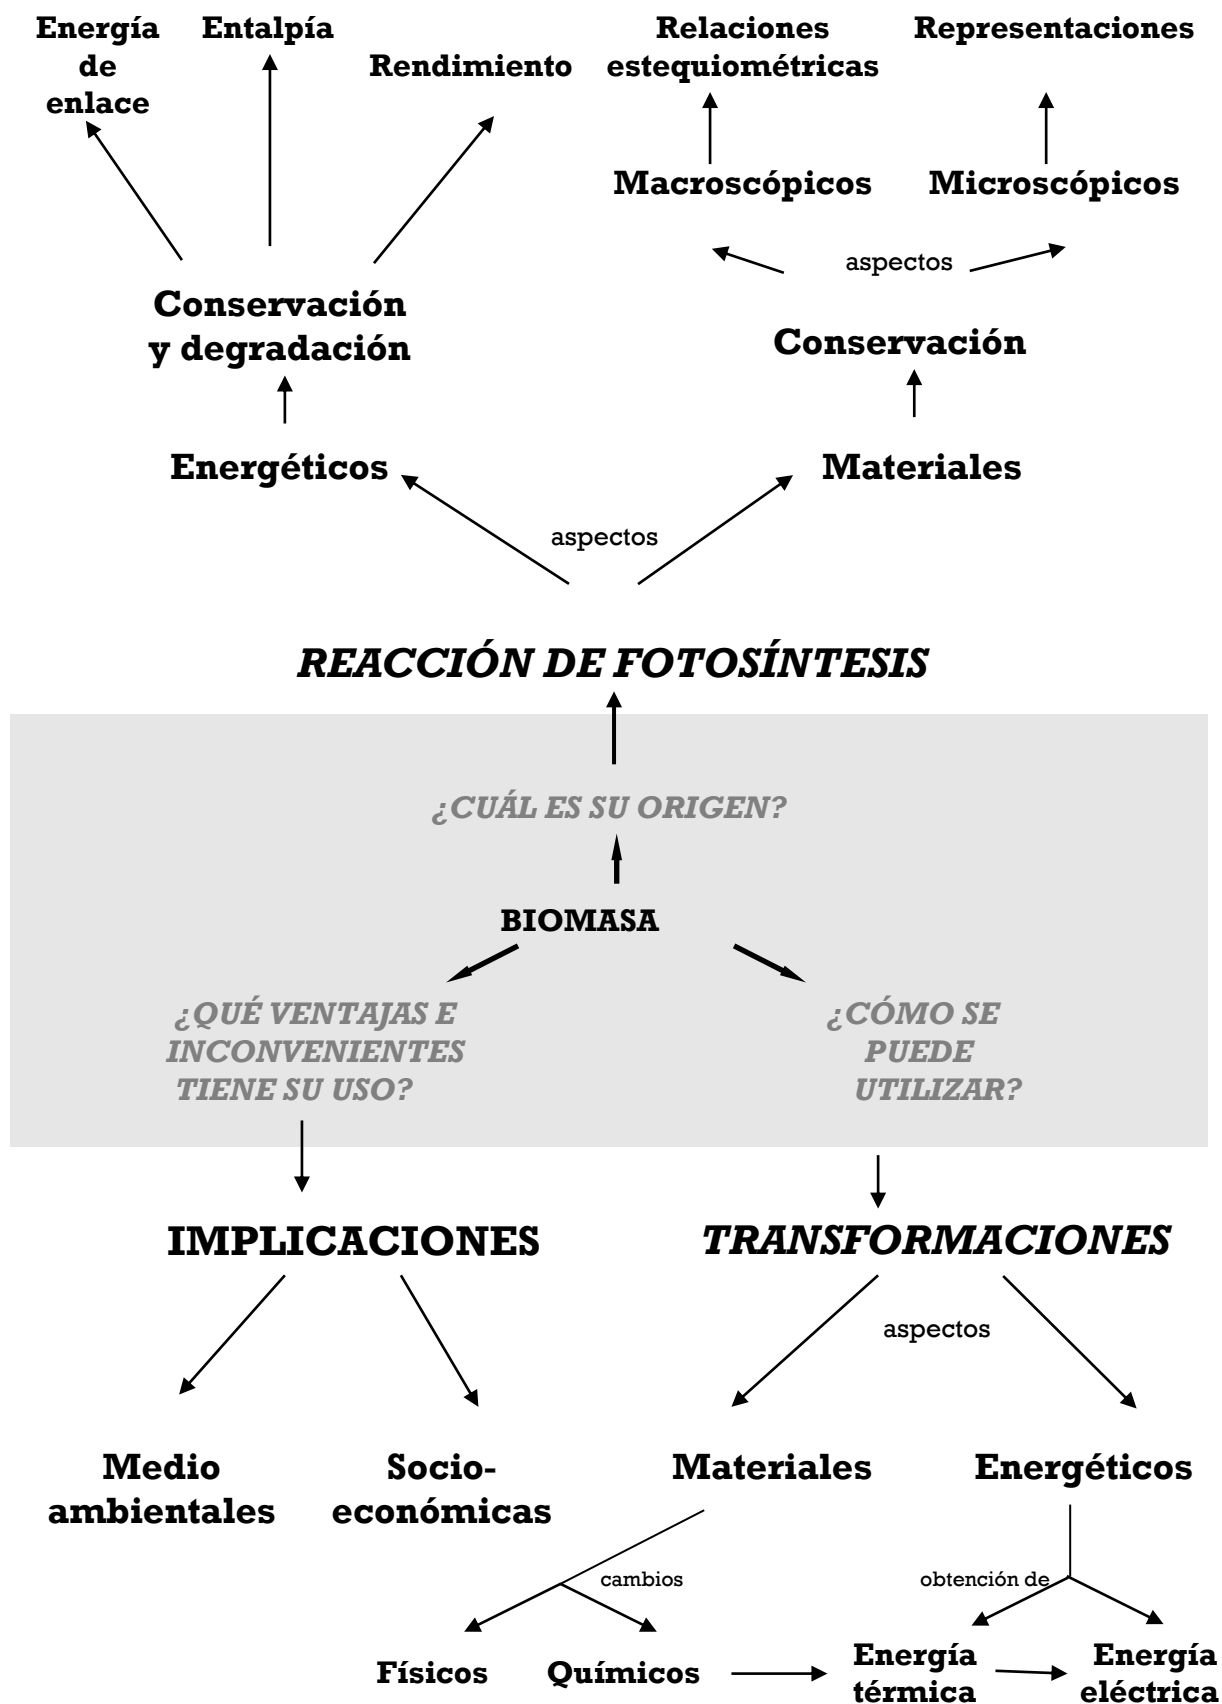 Energía
de
enlace
Entalpía
Rendimiento
Relaciones
estequiométricas
Representaciones
Macroscópicos
Microscópicos
aspectos
Conservación
y degradación
Conservación
Energéticos
Materiales
aspectos
REACCIÓN DE FOTOSÍNTESIS
¿CUÁL ES SU ORIGEN?
BIOMASA
¿QUÉ VENTAJAS E
INCONVENIENTES
TIENE SU USO?
¿CÓMO SE
PUEDE
UTILIZAR?
IMPLICACIONES
TRANSFORMACIONES
aspectos
Medio
ambientales
Socio-
económicas
Materiales
Energéticos
cambios
obtención de
Físicos
Químicos
Energía
térmica
Energía
eléctrica